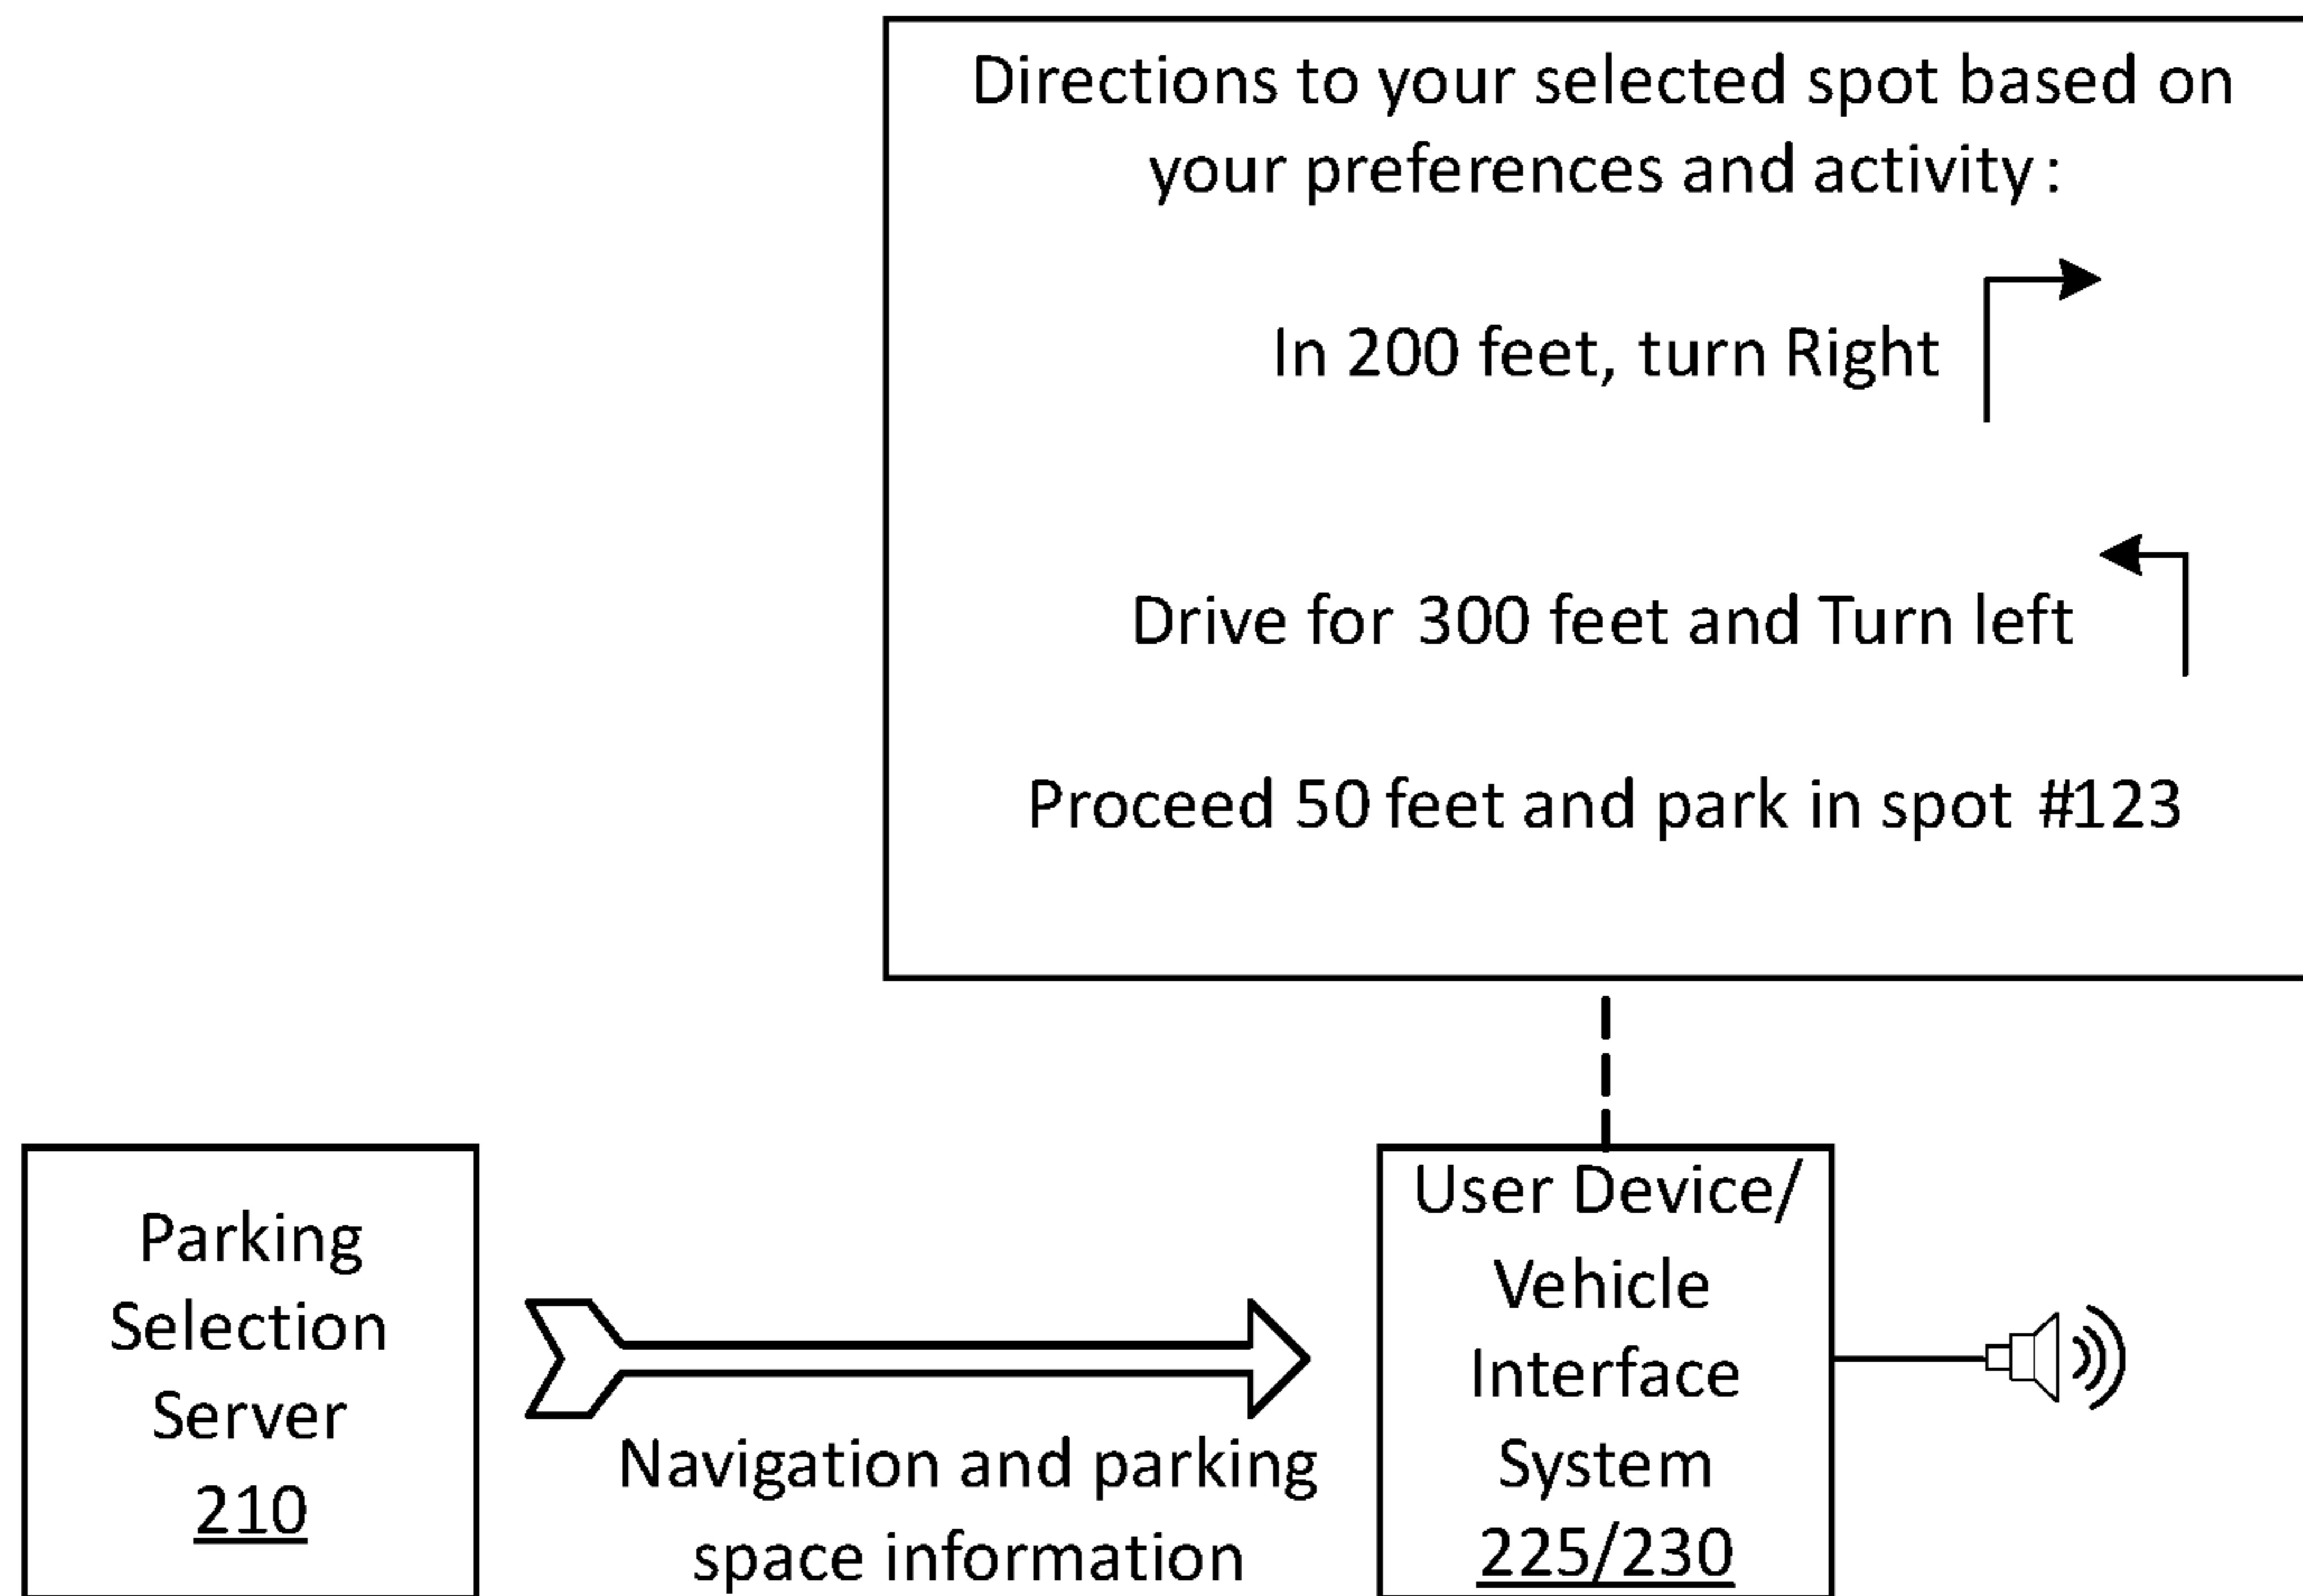 Directions to your selected spot based on
your preferences and activity :
In 200 feet, turn Right
Drive for 300 feet and Turn left
Proceed 50 feet and park in spot #123
Parking
Selection
Server
210
Navigation and parking
space information
User Device/
Vehicle
Interface
System
225/230